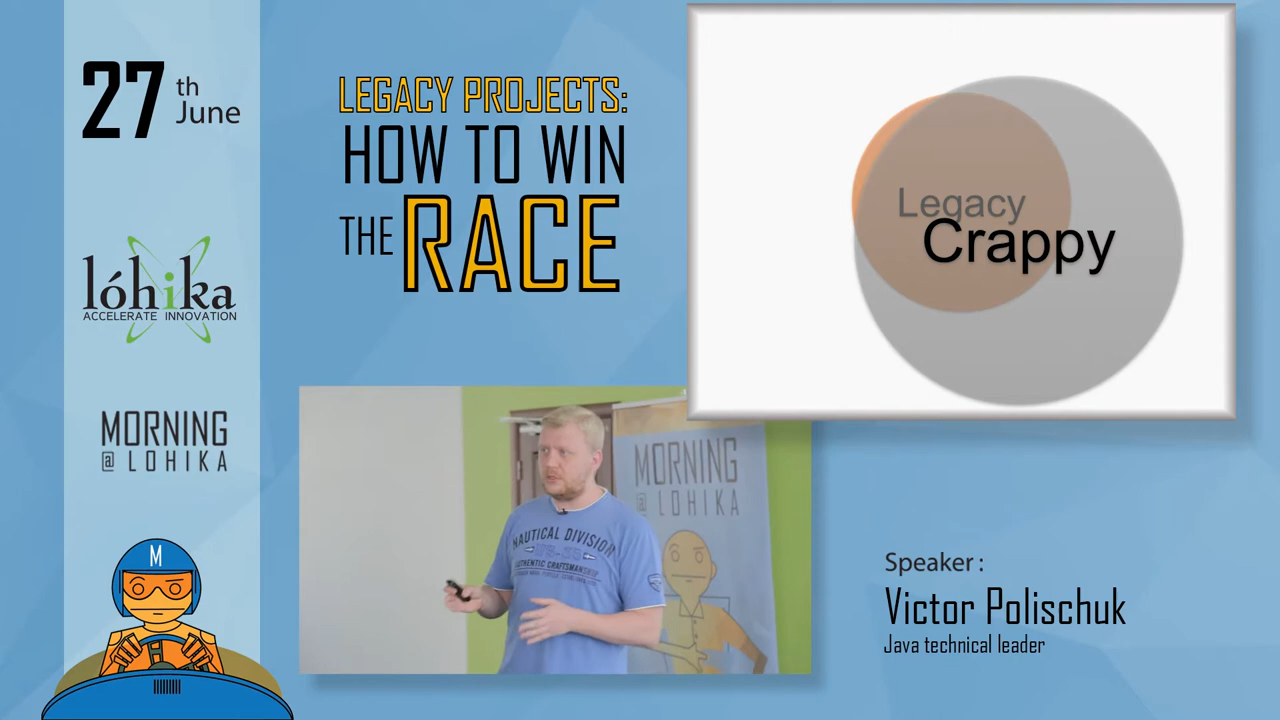 27 th
June
lóhika
ACCELERATE INNOVATION
MORNING
@ LOHIKA
M
LEGACY PROJECTS:
HOW TO WIN
THE RACE
Legacy
Crappy
MORNING
@ LOHIKA
NAUTICAL DIVISION
AUTHENTIC CRAFTSMANSHIP
Speaker :
Victor Polischuk
Java technical leader